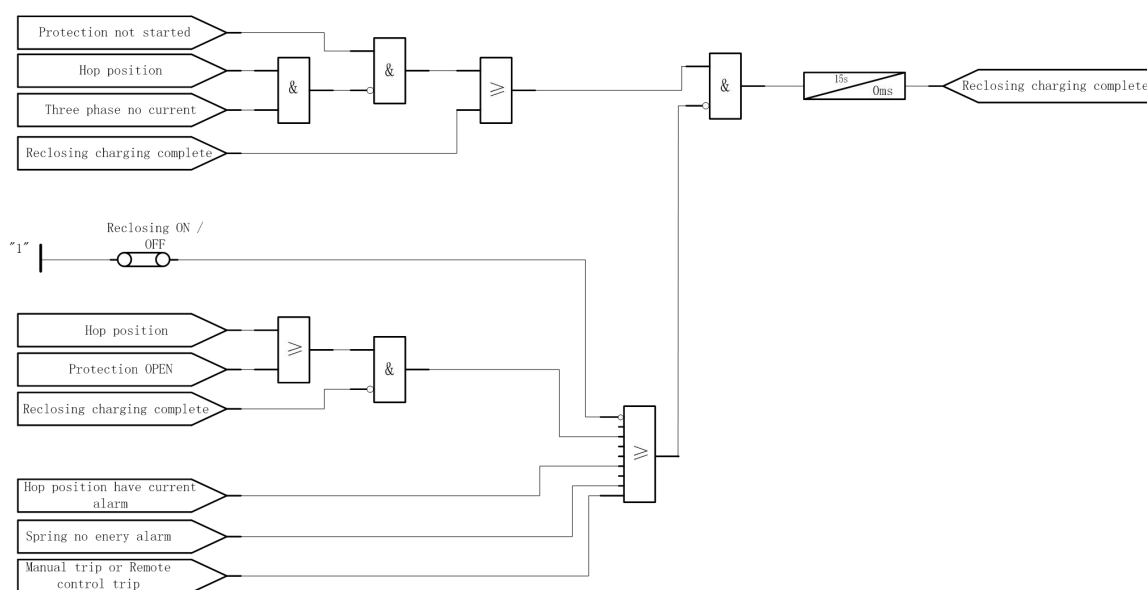 Protection not started
Hop position
&
Three phase no current
&
≥
Reclosing charging complete
&
15s
0ms
Reclosing charging complete
Reclosing ON /
OFF
"1"
Hop position
≥
Protection OPEN
&
Reclosing charging complete
≥
Hop position have current
alarm
Spring no enery alarm
Manual trip or Remote
control trip